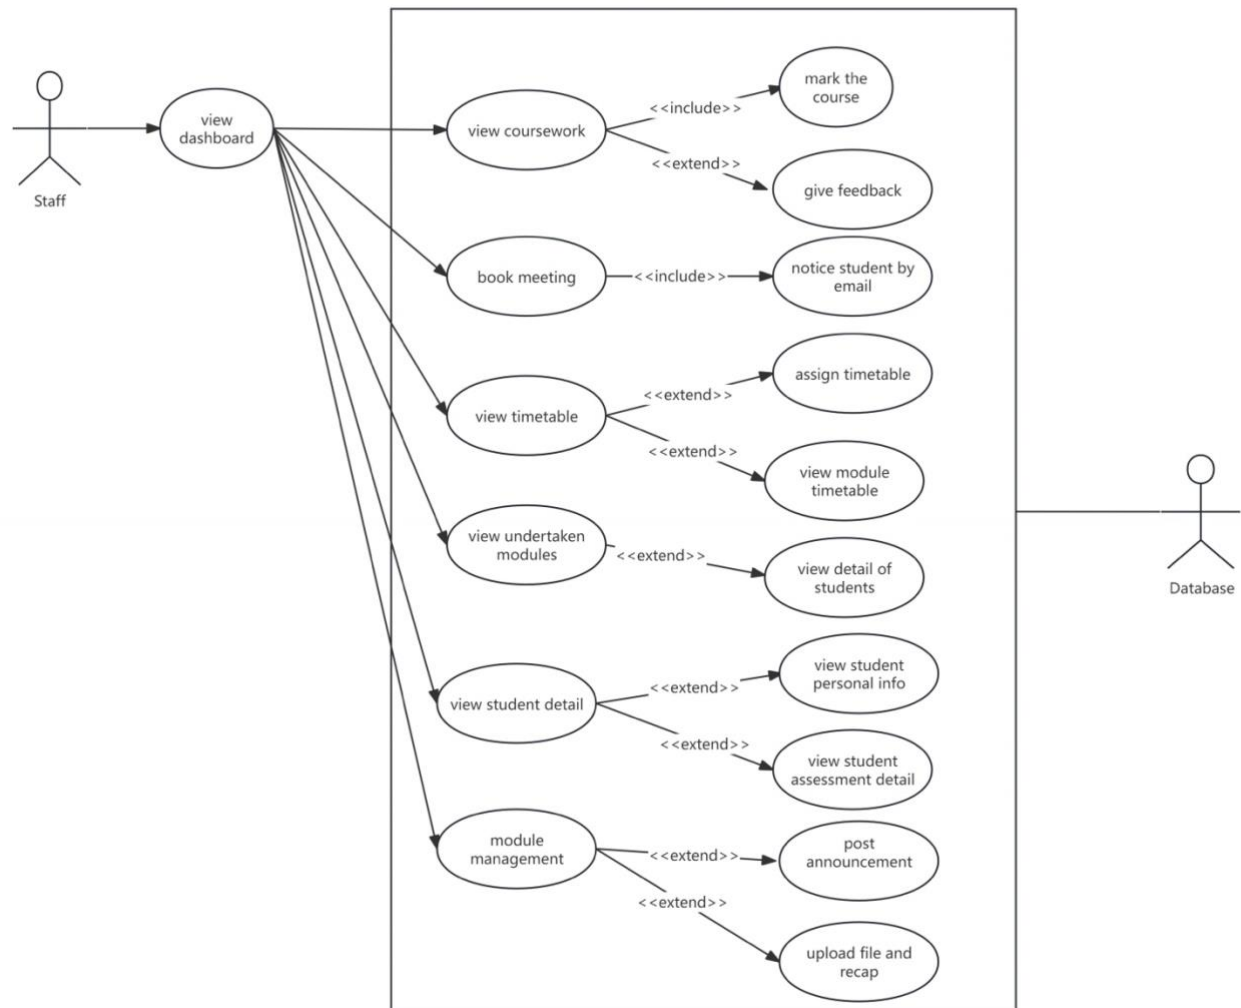 Staff
view
dashboard
view coursework
<<include>>
mark the
course
<<extend>>
give feedback
book meeting
<<include>>
notice student by
email
view timetable
<<extend>>
assign timetable
<<extend>>
view module
timetable
view undertaken
modules
<<extend>>
view detail of
students
view student detail
<<extend>>
view student
personal info
<<extend>>
view student
assessment detail
module
management
<<extend>>
post
announcement
<<extend>>
upload file and
recap
Database